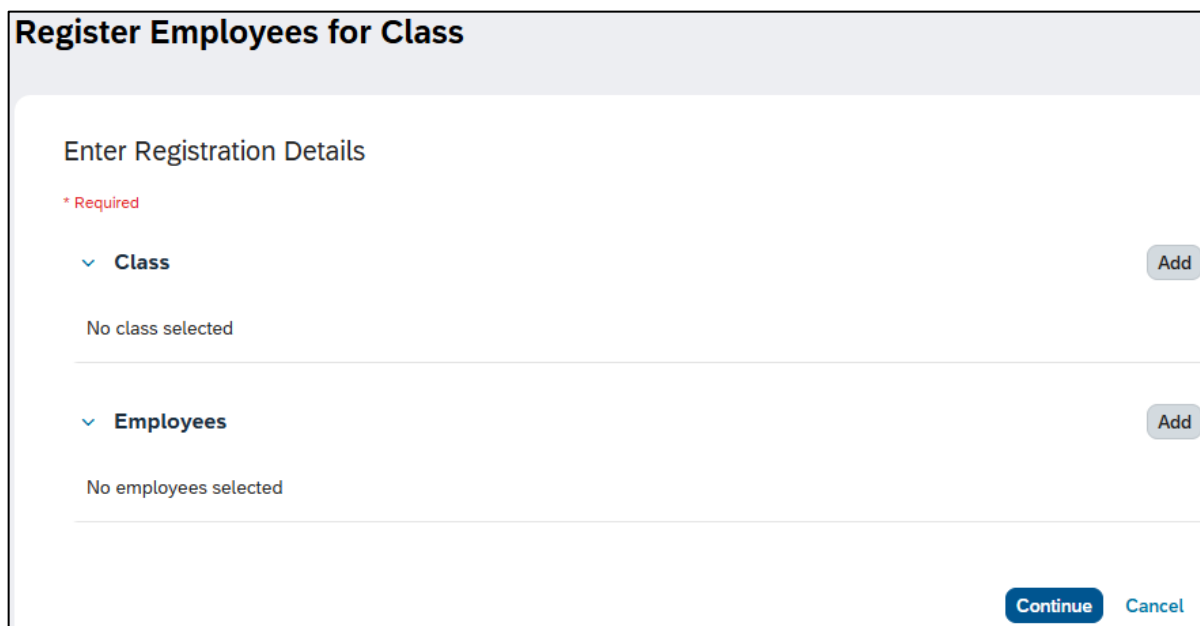 Register Employees for Class
Enter Registration Details
* Required
Class
Add
No class selected
Employees
Add
No employees selected
Continue
Cancel